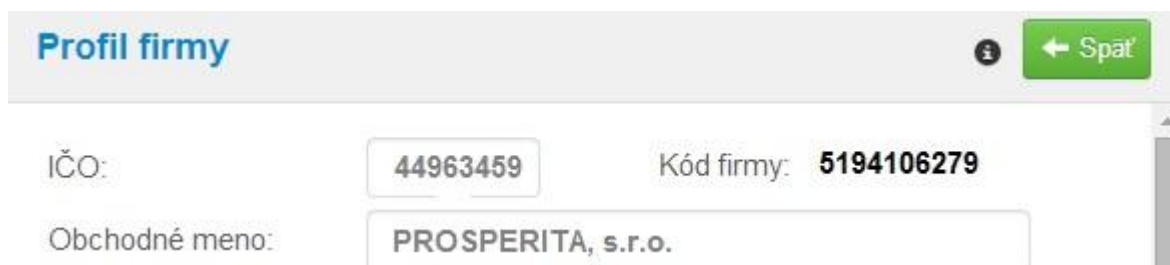 Profil firmy
Späť
IČO: 44963459 Kód firmy: 5194106279
Obchodné meno: PROSPERITA, s.r.o.